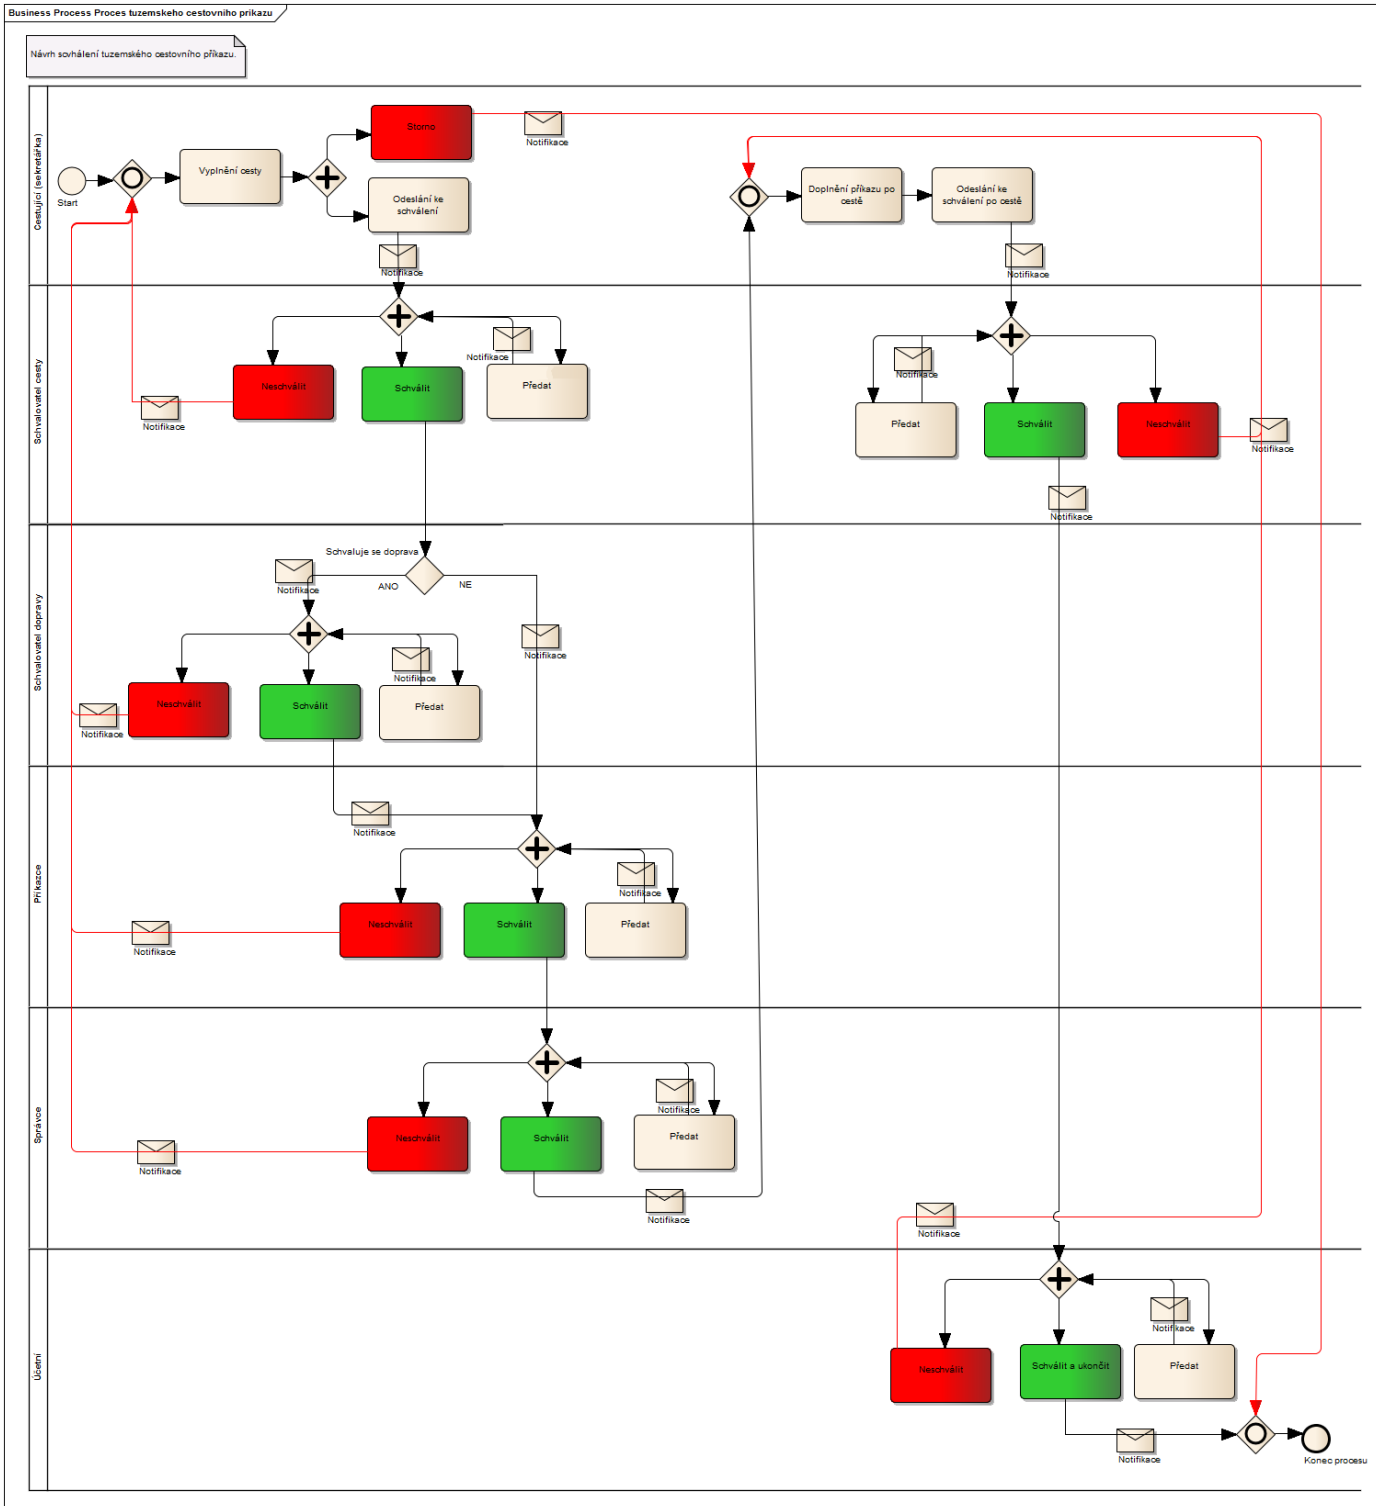 Business Process Proces tuzemskeho cestovniho prikazu
Návrh scvhálení tuzemského cestovního příkazu.
Cestující (sekretářka)
Start
Vyplnění cesty
Storno
Notifikace
Odeslání ke
schválení
Notifikace
Doplnění příkazu po
cestě
Odeslání ke
schválení po cestě
Notifikace
Schvalovatel cesty
Neschválit
Schválit
Předat
Notifikace
Notifikace
Notifikace
Předat
Schválit
Neschválit
Notifikace
Notifikace
Schvalovatel dopravy
Schvaluje se doprava
ANO
NE
Notifikace
Notifikace
Notifikace
Neschválit
Schválit
Předat
Notifikace
Příkazce
Notifikace
Notifikace
Neschválit
Schválit
Předat
Notifikace
Správce
Notifikace
Neschválit
Schválit
Předat
Notifikace
Notifikace
Notifikace
Účetní
Notifikace
Neschválit
Schválit a ukončit
Předat
Notifikace
Konec procesu